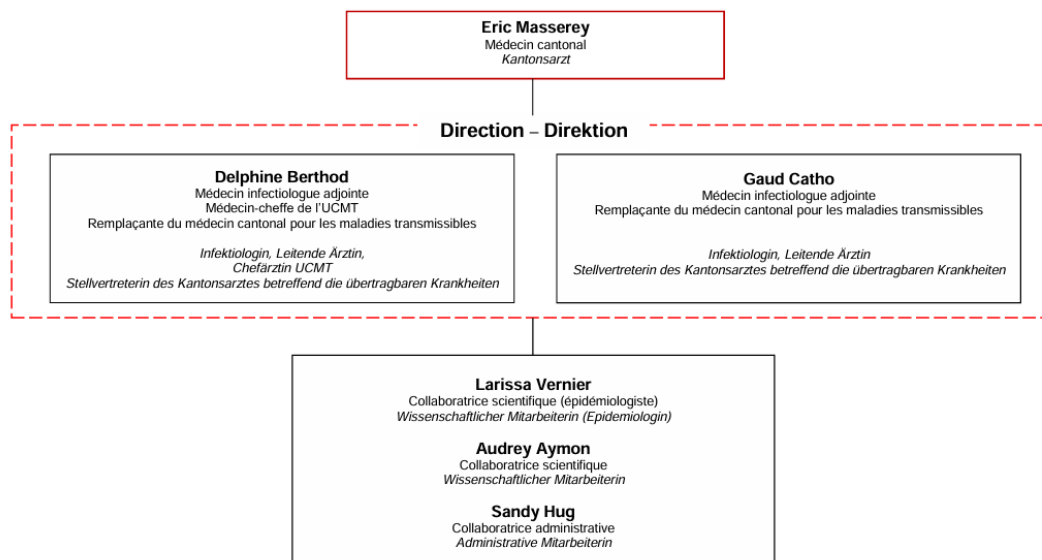 Eric Masserey
Médecin cantonal
Kantonsarzt
Direction – Direktion
Delphine Berthod
Médecin infectiologue adjointe
Médecin-cheffe de l'UCMT
Remplaçante du médecin cantonal pour les maladies transmissibles
Infektiologin, Leitende Ärztin,
Chefärztin UCMT
Stellvertreterin des Kantonsarztes betreffend die übertragbaren Krankheiten
Gaud Catho
Médecin infectiologue adjointe
Remplaçante du médecin cantonal pour les maladies transmissibles
Infektiologin, Leitende Ärztin
Stellvertreterin des Kantonsarztes betreffend die übertragbaren Krankheiten
Larissa Vernier
Collaboratrice scientifique (épidémiologiste)
Wissenschaftlicher Mitarbeiterin (Epidemiologin)
Audrey Aymon
Collaboratrice scientifique
Wissenschaftlicher Mitarbeiterin
Sandy Hug
Collaboratrice administrative
Administrative Mitarbeiterin